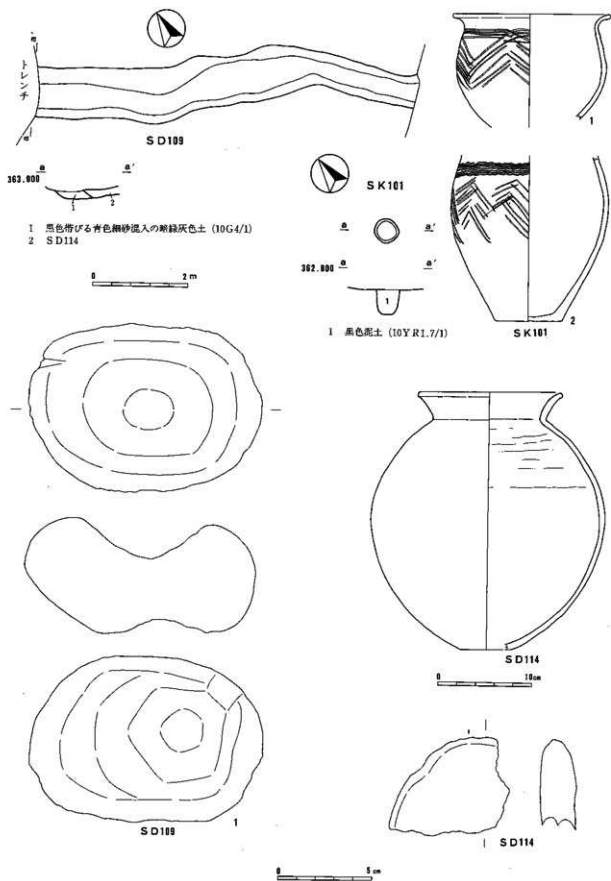 トレンチ
SD109
a a'
363.000
1 2
1 黒色帯びる青色細砂混入の暗緑灰色土 (10G4/1)
2 SD114
0 2m
SK101
a a'
a a'
362.800
1
1 黒色泥土 (10YR1.7/1)
1
SK101 2
SD114
0 10cm
SD109 1
SD114
0 5cm